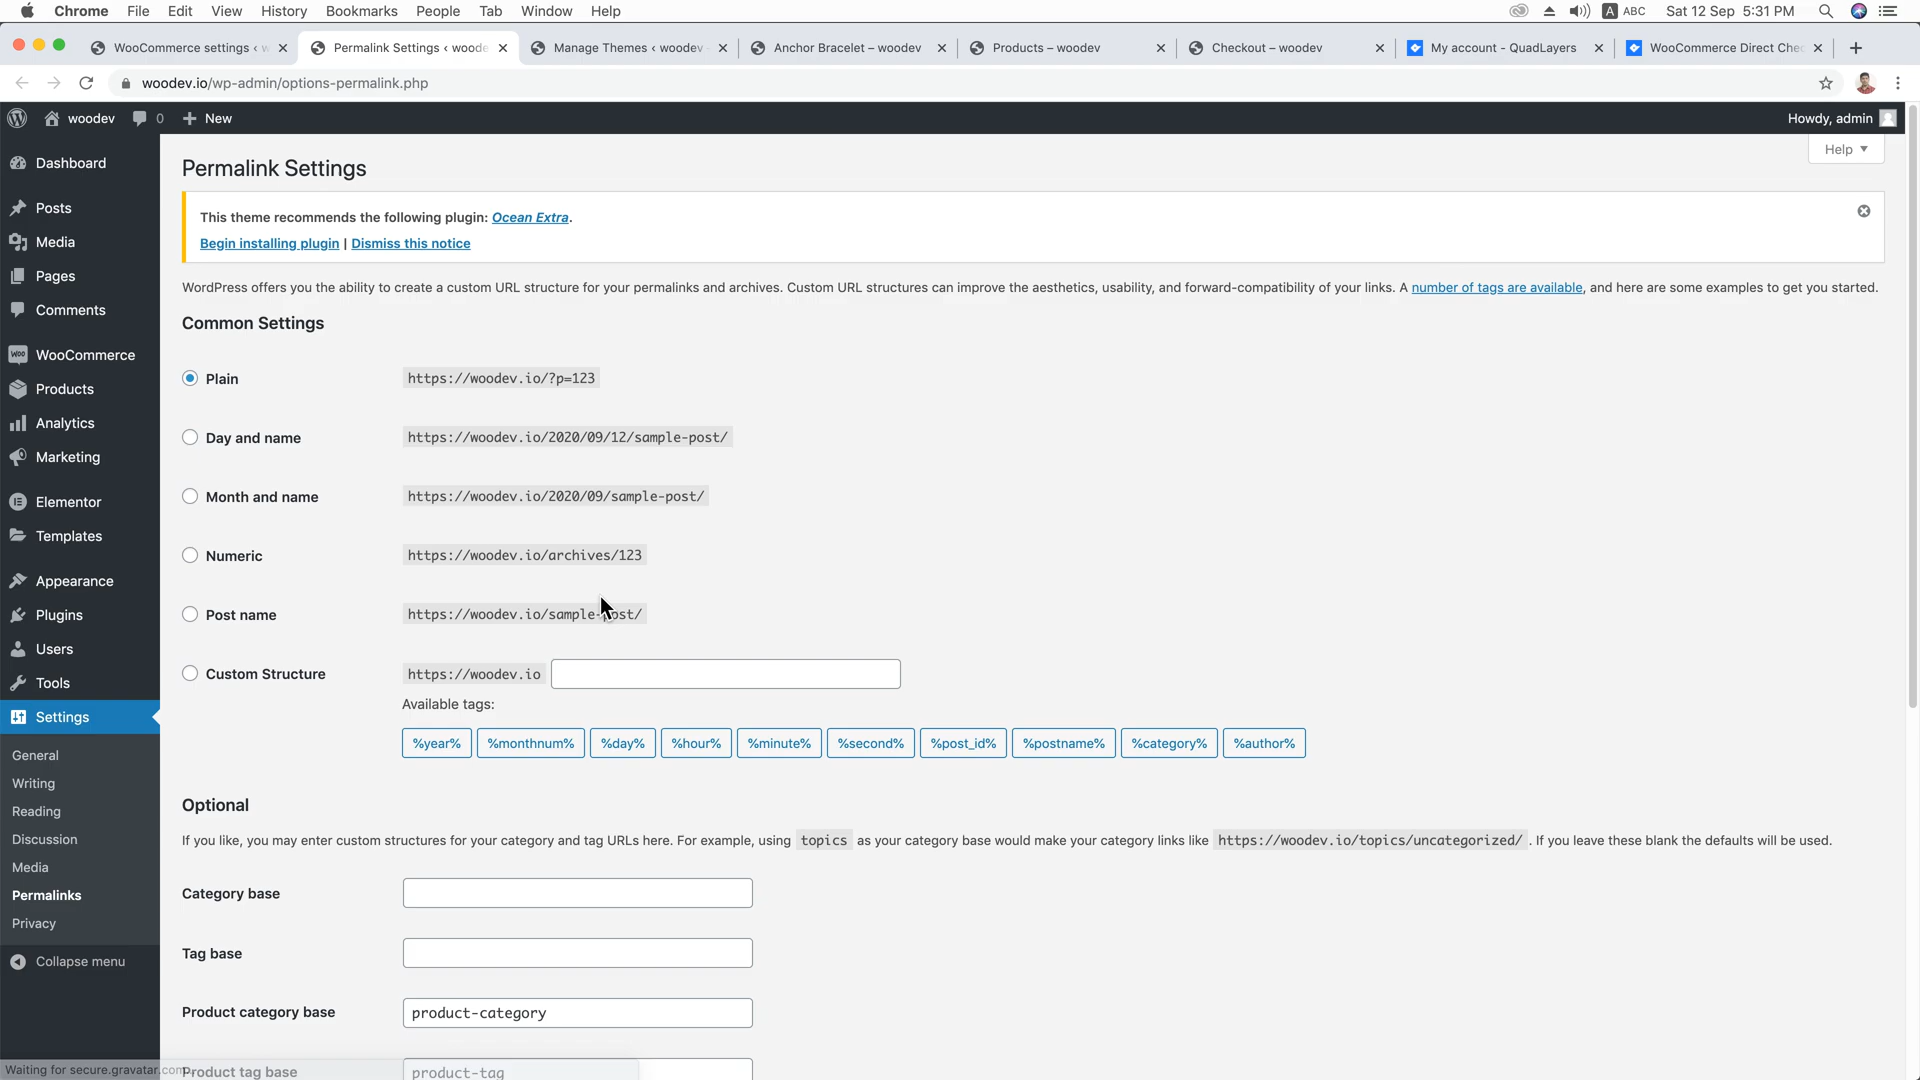 Chrome File Edit View History Bookmarks People Tab Window Help A ABC Sat 12 Sep 5:31 PM
WooCommerce settings < w Permalink Settings < woode Manage Themes < woodev Anchor Bracelet – woodev Products – woodev Checkout – woodev My account - QuadLayers WooCommerce Direct Chec
woodev.io/wp-admin/options-permalink.php
woodev 0 New Howdy, admin
Help
Dashboard
Posts
Media
Pages
Comments
WooCommerce
Products
Analytics
Marketing
Elementor
Templates
Appearance
Plugins
Users
Tools
Settings
General
Writing
Reading
Discussion
Media
Permalinks
Privacy
Collapse menu
Permalink Settings
This theme recommends the following plugin: Ocean Extra.
Begin installing plugin | Dismiss this notice
WordPress offers you the ability to create a custom URL structure for your permalinks and archives. Custom URL structures can improve the aesthetics, usability, and forward-compatibility of your links. A number of tags are available, and here are some examples to get you started.
Common Settings
Plain https://woodev.io/?p=123
Day and name https://woodev.io/2020/09/12/sample-post/
Month and name https://woodev.io/2020/09/sample-post/
Numeric https://woodev.io/archives/123
Post name https://woodev.io/sample-post/
Custom Structure https://woodev.io
Available tags:
%year% %monthnum% %day% %hour% %minute% %second% %post_id% %postname% %category% %author%
Optional
If you like, you may enter custom structures for your category and tag URLs here. For example, using topics as your category base would make your category links like https://woodev.io/topics/uncategorized/ . If you leave these blank the defaults will be used.
Category base
Tag base
Product category base product-category
Product tag base product-tag
Waiting for secure.gravatar.com...